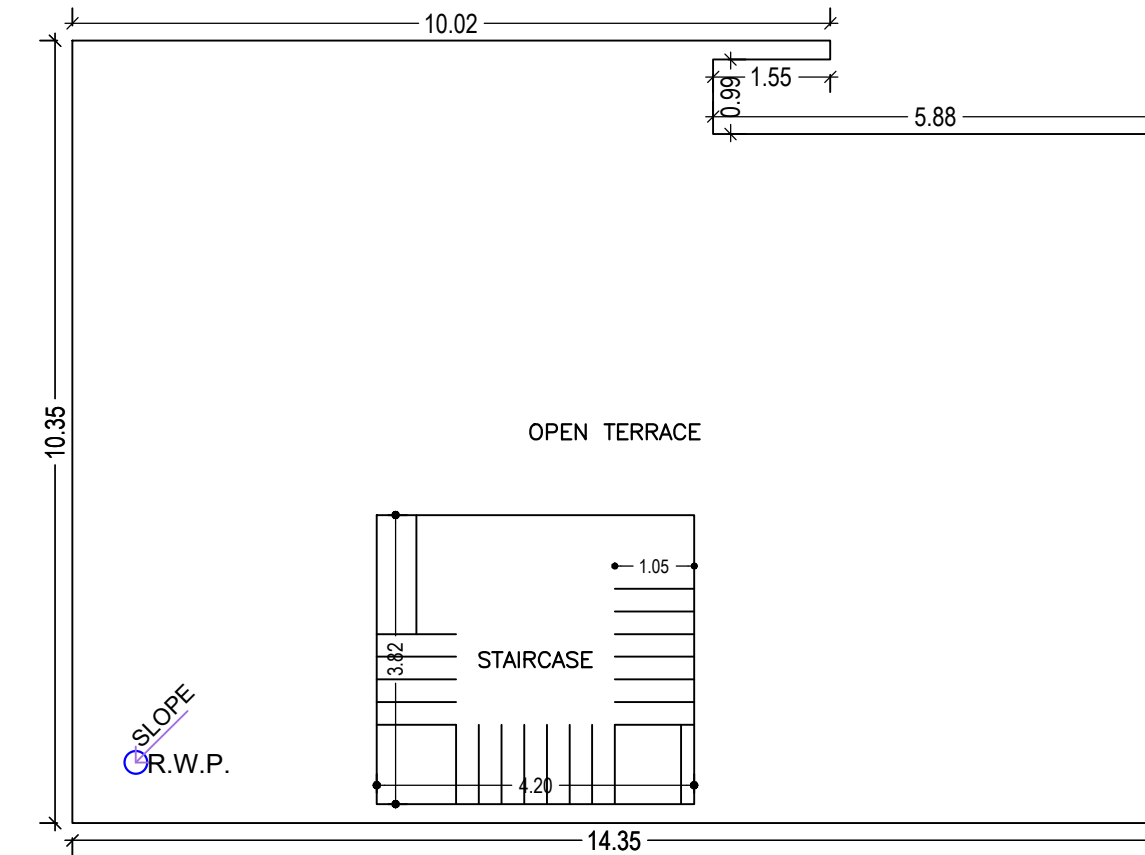 10.02
1.55
0.99
5.88
10.35
OPEN TERRACE
1.05
3.82
STAIRCASE
SLOPE
R.W.P.
4.20
14.35